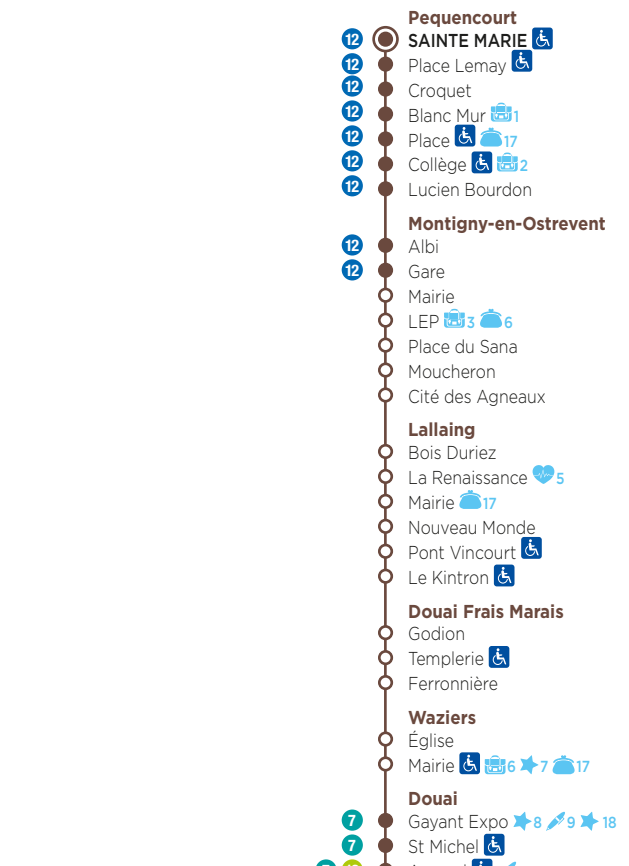 Pequencourt
12 SAINTE MARIE
12 Place Lemay
12 Croquet
12 Blanc Mur 1
12 Place 17
12 Collège 2
12 Lucien Bourdon
Montigny-en-Ostrevent
12 Albi
12 Gare
Mairie
LEP 3 6
Place du Sana
Moucheron
Cité des Agneaux
Lallaing
Bois Duriez
La Renaissance 5
Mairie 17
Nouveau Monde
Pont Vincourt
Le Kintron
Douai Frais Marais
Godion
Templerie
Ferronnière
Waziers
Église
Mairie 6 7 17
Douai
7 Gayant Expo 8 9 18
7 St Michel